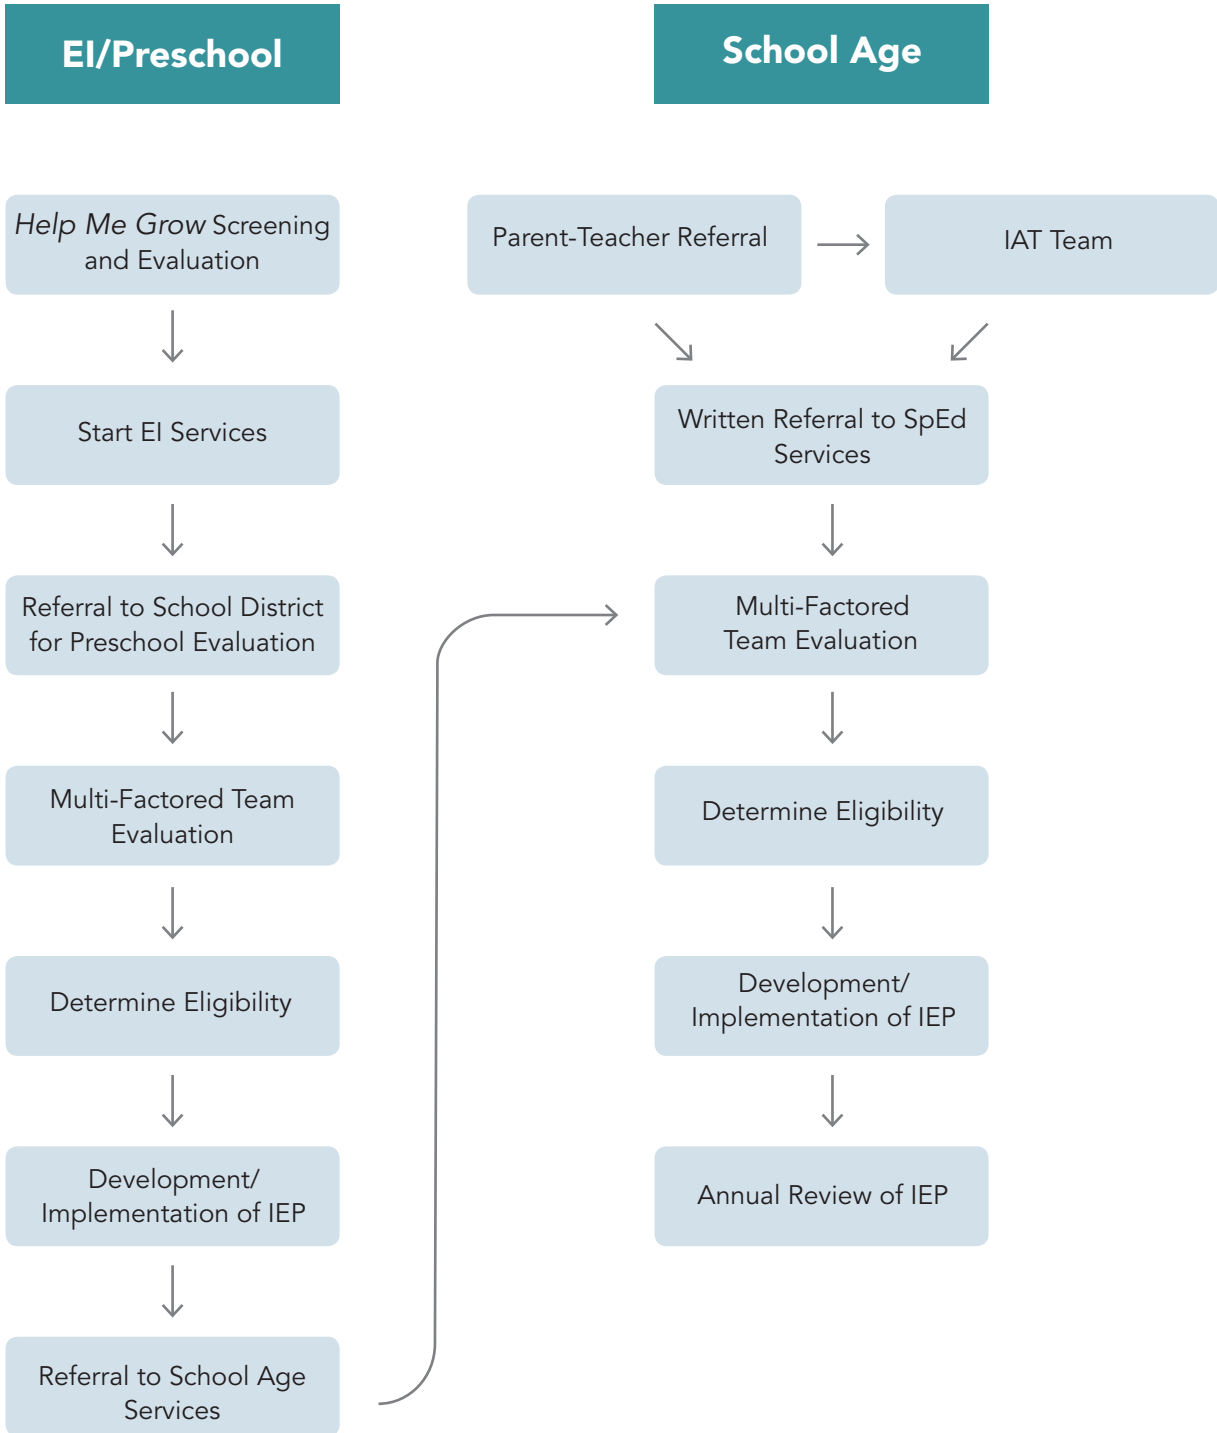 EI/Preschool
Help Me Grow Screening
and Evaluation
Start EI Services
Referral to School District
for Preschool Evaluation
Multi-Factored Team
Evaluation
Determine Eligibility
Development/
Implementation of IEP
Referral to School Age
Services
School Age
Parent-Teacher Referral
IAT Team
Written Referral to SpEd
Services
Multi-Factored
Team Evaluation
Determine Eligibility
Development/
Implementation of IEP
Annual Review of IEP